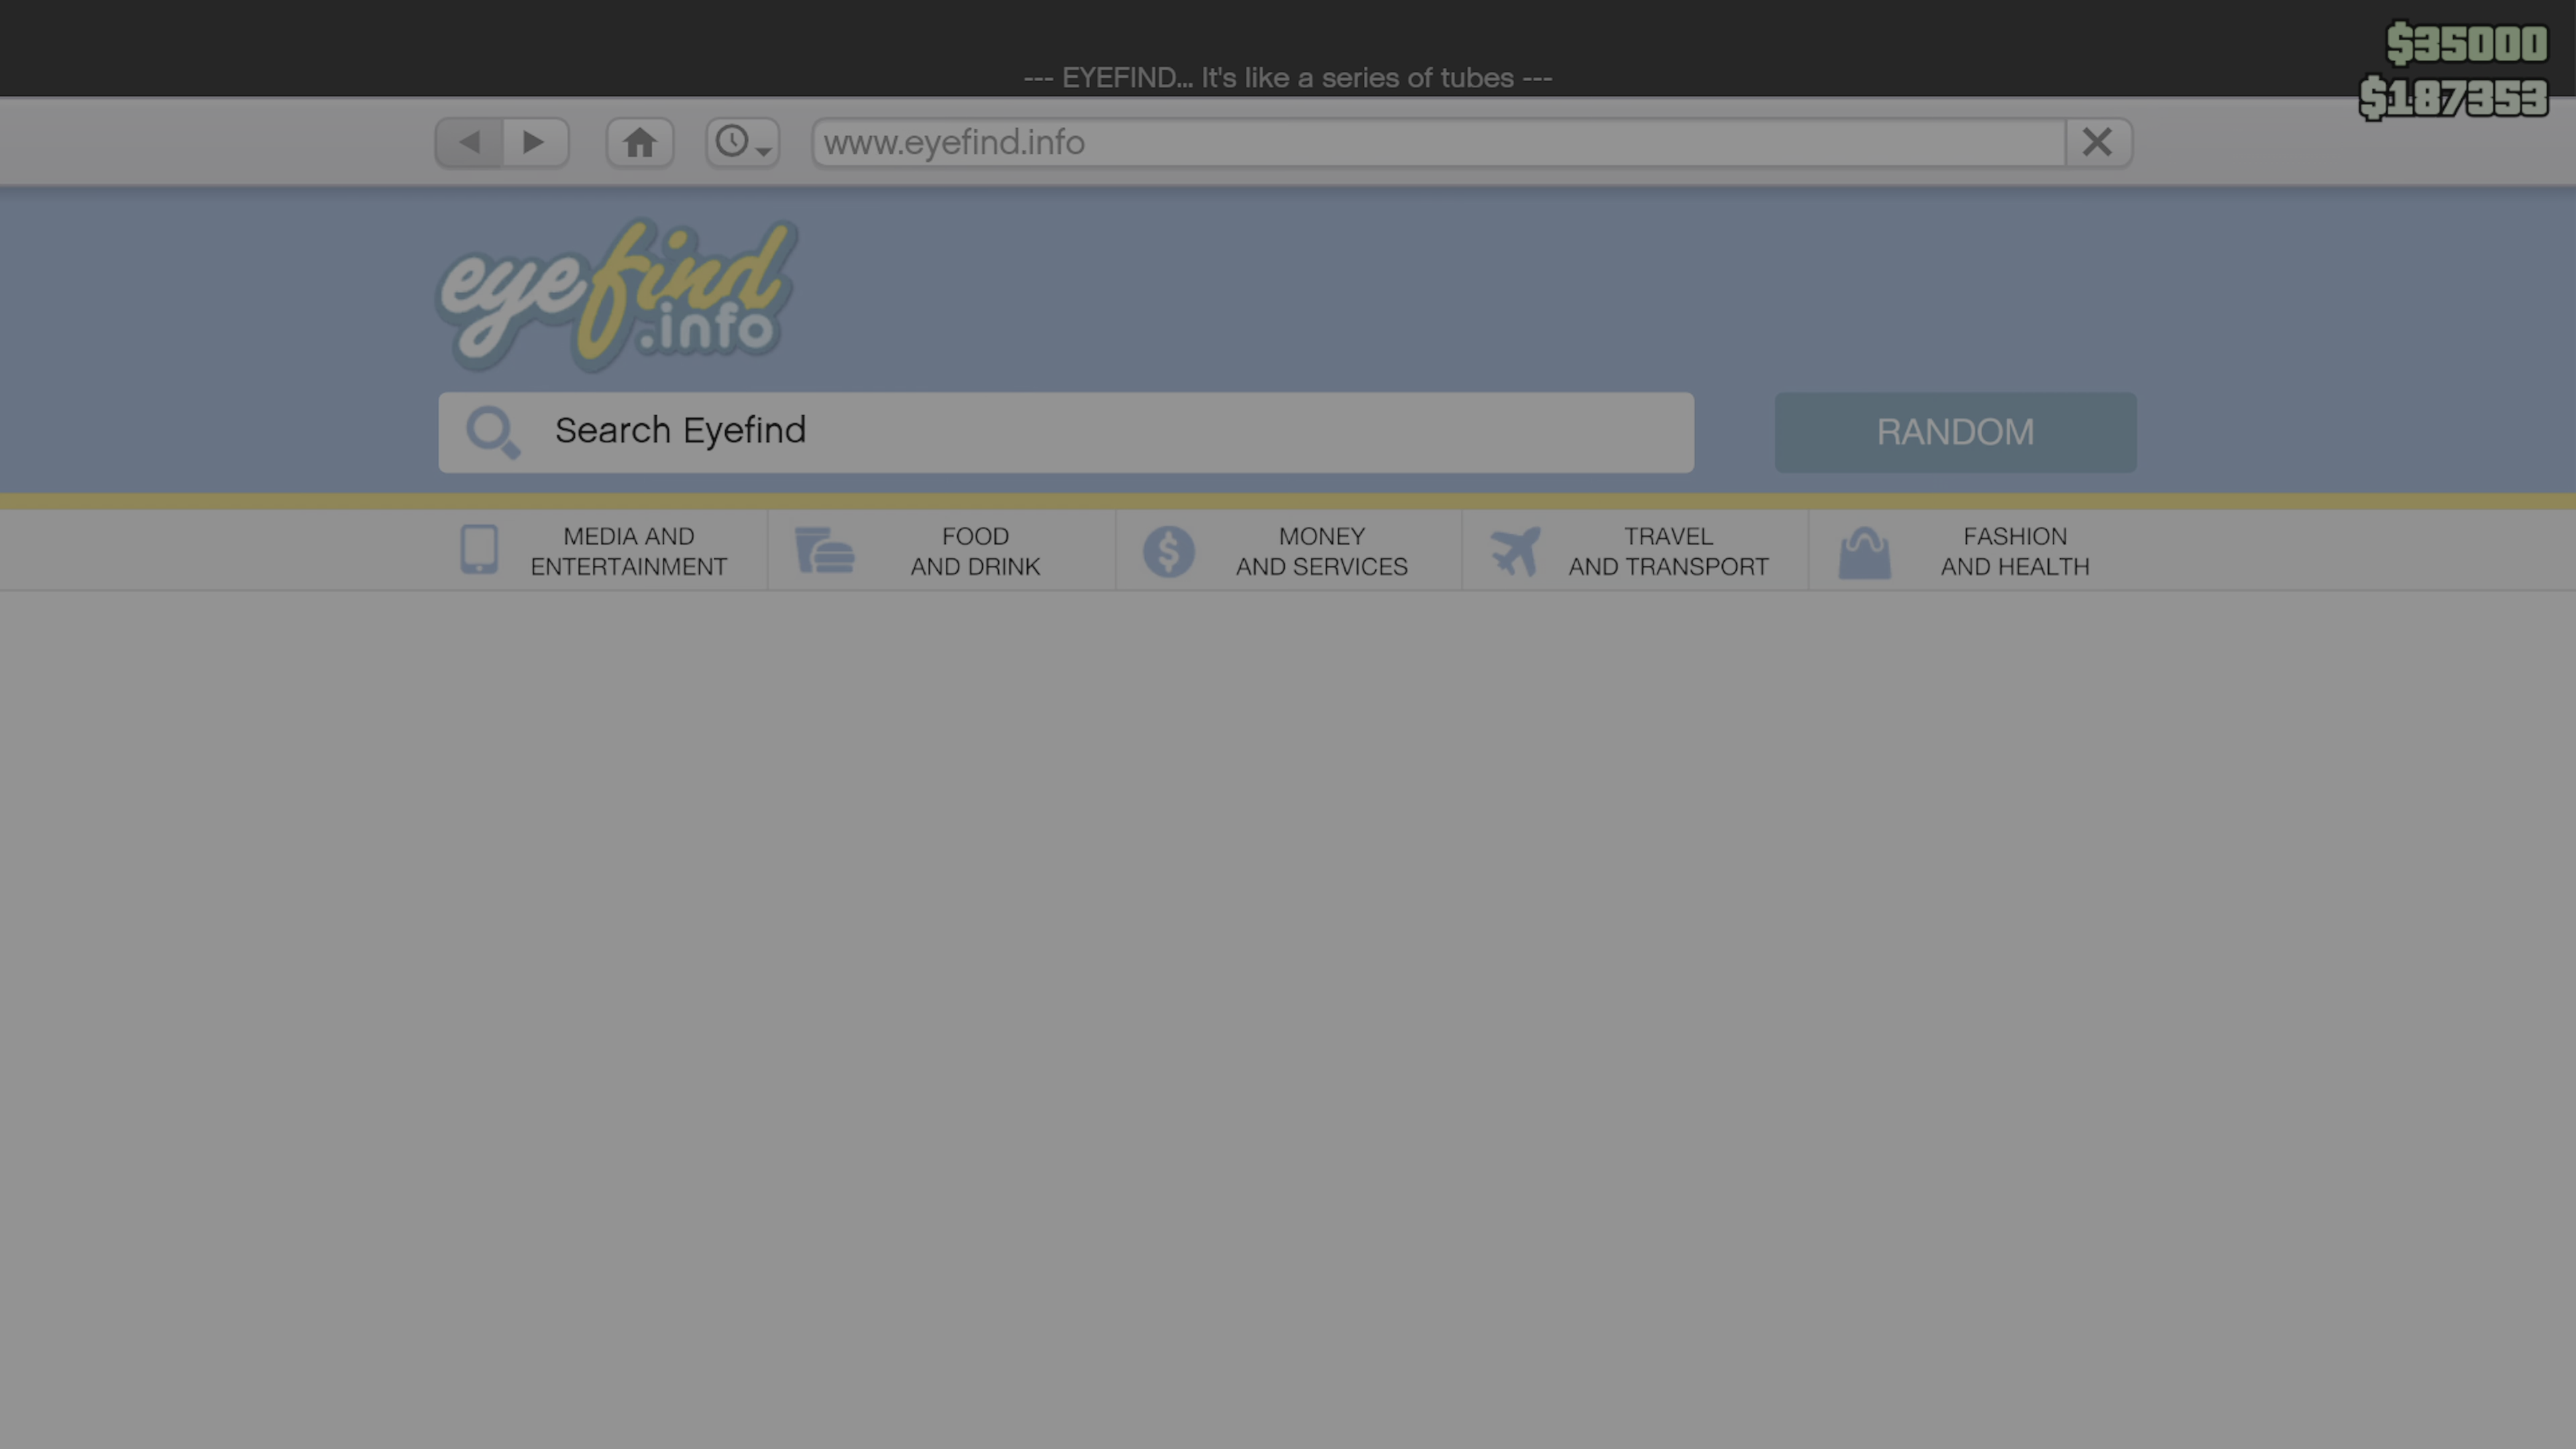 $35000
--- EYEFIND... It's like a series of tubes ---
$187353
www.eyefind.info
eyefind
.info
Search Eyefind
RANDOM
MEDIA AND
ENTERTAINMENT
FOOD
AND DRINK
MONEY
AND SERVICES
TRAVEL
AND TRANSPORT
FASHION
AND HEALTH